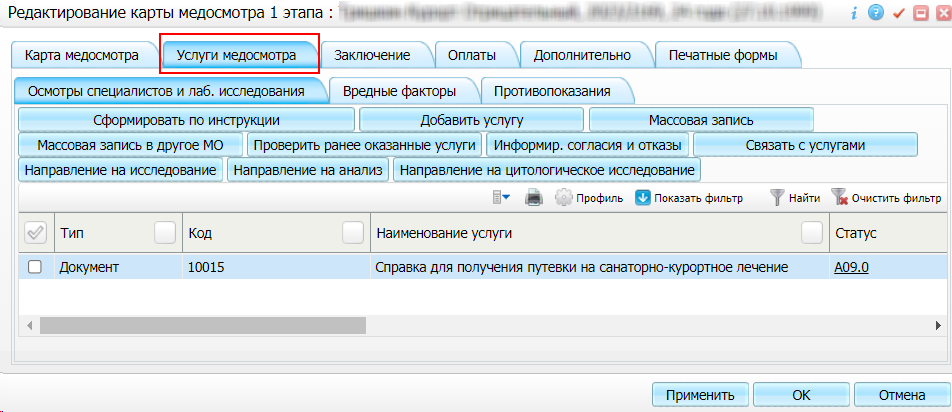 Редактирование карты медосмотра 1 этапа :
Карта медосмотра Услуги медосмотра Заключение Оплаты Дополнительно Печатные формы
Осмотры специалистов и лаб. исследования Вредные факторы Противопоказания
Сформировать по инструкции Добавить услугу Массовая запись
Массовая запись в другое МО Проверить ранее оказанные услуги Информир. согласия и отказы Связать с услугами
Направление на исследование Направление на анализ Направление на цитологическое исследование
Профиль Показать фильтр Найти Очистить фильтр
Тип Код Наименование услуги Статус
Документ 10015 Справка для получения путевки на санаторно-курортное лечение A09.0
Применить OK Отмена